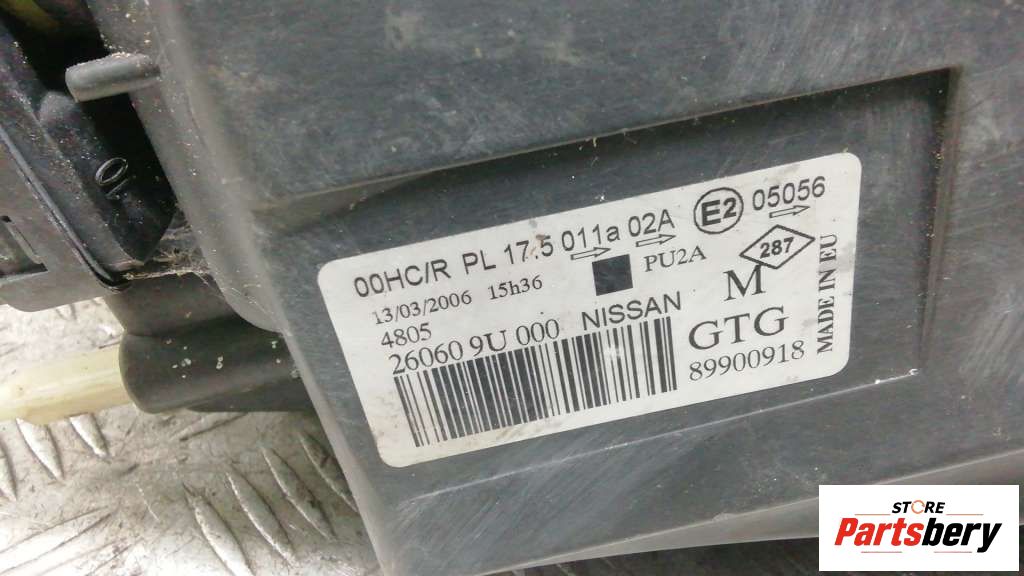 00HC/R PL 17.5 011a 02A E2 05056
13/03/2006 15h36
PU2A
287
4805
M
26060 9U 000 NISSAN
GTG
89900918
MADE IN EU
STORE
Partsbery